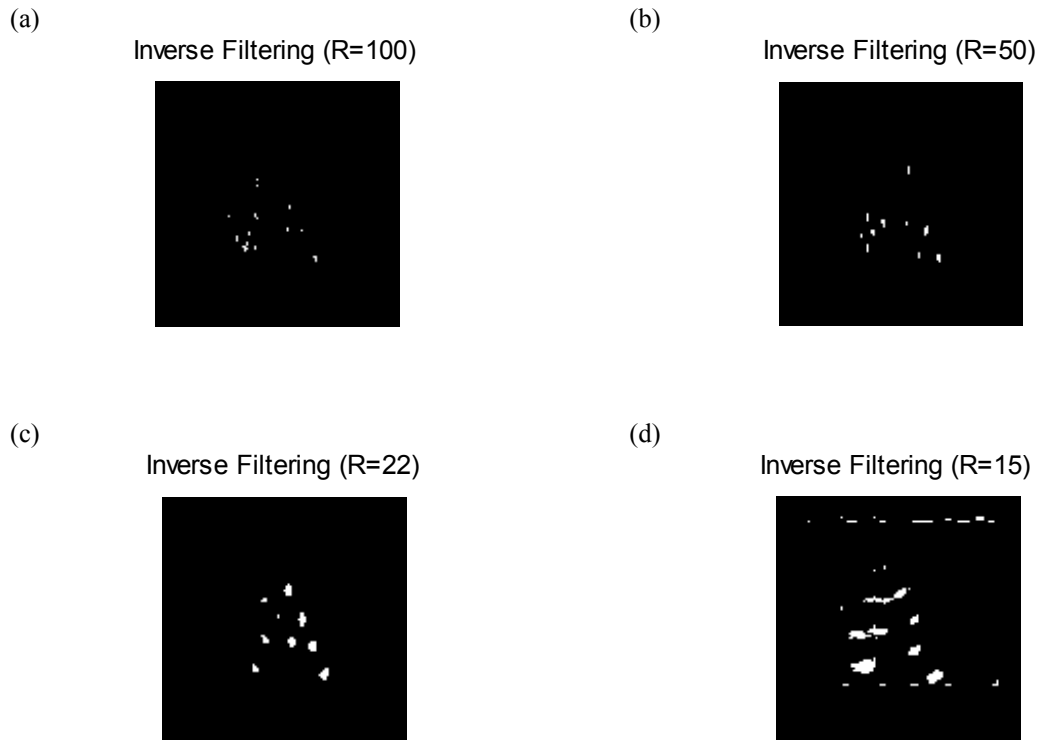 (a)
Inverse Filtering (R=100)
(b)
Inverse Filtering (R=50)
(c)
Inverse Filtering (R=22)
(d)
Inverse Filtering (R=15)